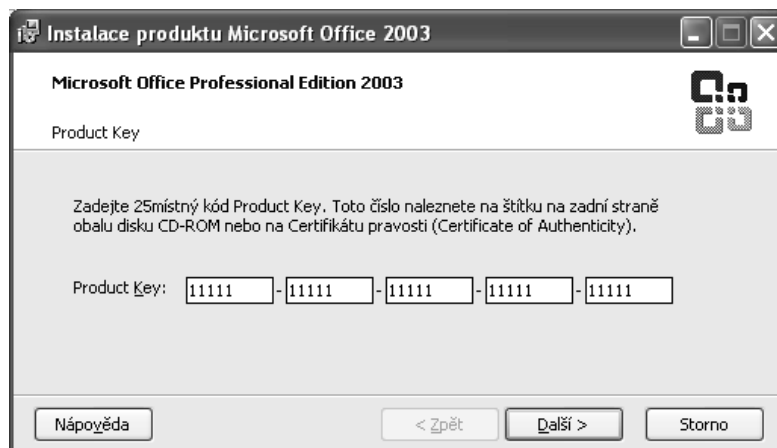 Instalace produktu Microsoft Office 2003
Microsoft Office Professional Edition 2003
Product Key
Zadejte 25místný kód Product Key. Toto číslo naleznete na štítku na zadní straně
obalu disku CD-ROM nebo na Certifikátu pravosti (Certificate of Authenticity).
Product Key: 11111 - 11111 - 11111 - 11111 - 11111
Nápověda < Zpět Další > Storno